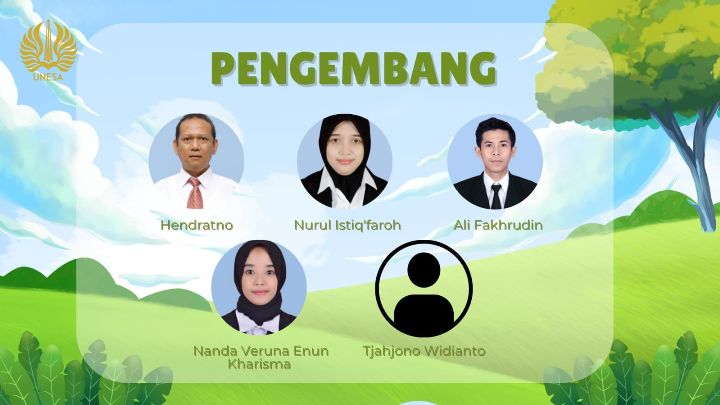 UNESA
PENGEMBANG
Hendratno
Nurul Istiq'faroh
Ali Fakhrudin
Nanda Veruna Enun
Kharisma
Tjahjono Widianto